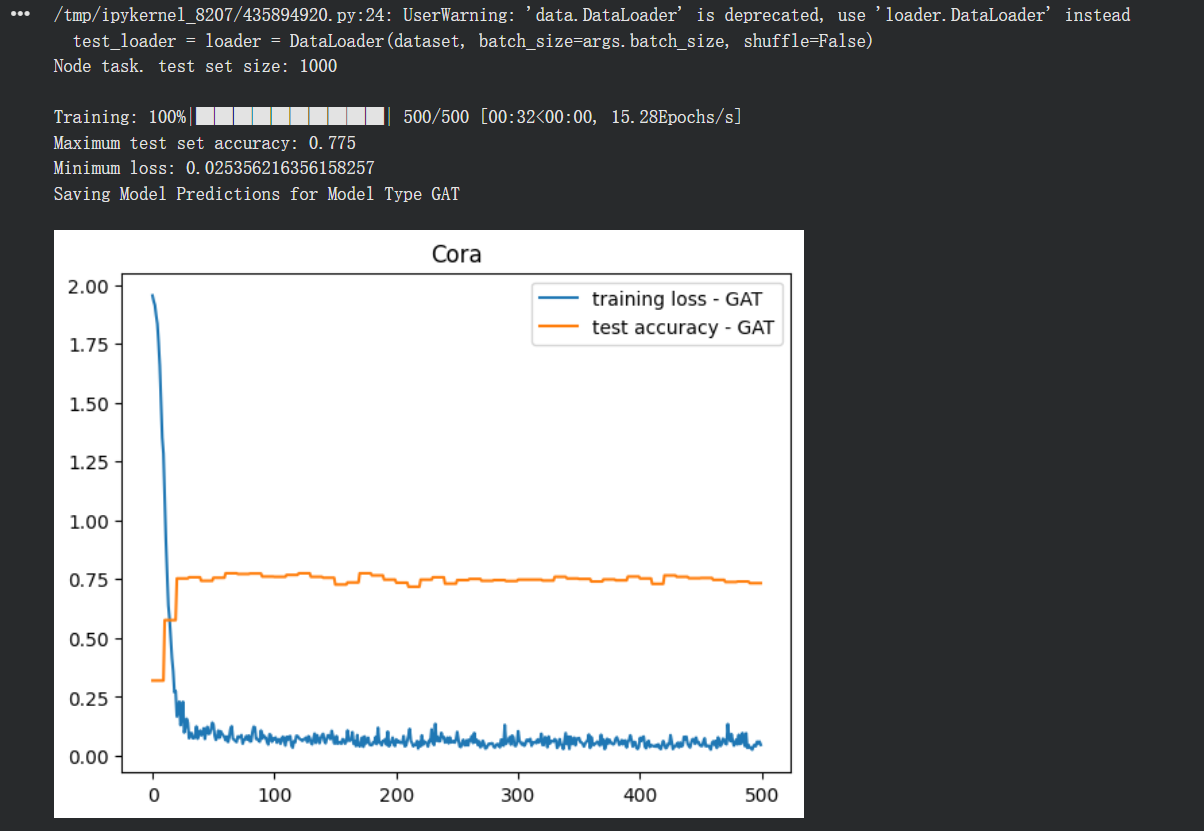 /tmp/ipykernel_8207/435894920.py:24: UserWarning: 'data.DataLoader' is deprecated, use 'loader.DataLoader' instead
test_loader = loader = DataLoader(dataset, batch_size=args.batch_size, shuffle=False)
Node task. test set size: 1000
Training: 100%|██████████| 500/500 [00:32<00:00, 15.28Epochs/s]
Maximum test set accuracy: 0.775
Minimum loss: 0.025356216356158257
Saving Model Predictions for Model Type GAT
Cora
training loss - GAT
test accuracy - GAT
2.00
1.75
1.50
1.25
1.00
0.75
0.50
0.25
0.00
0 100 200 300 400 500